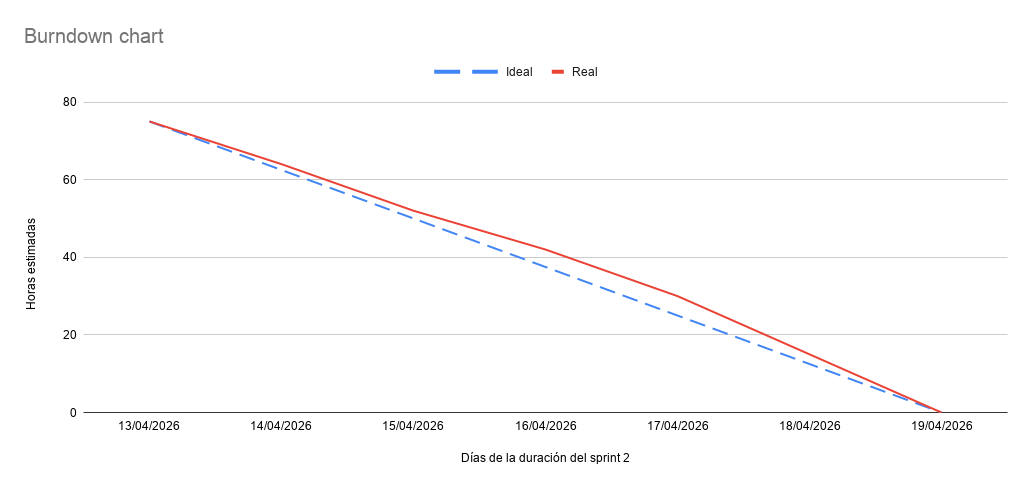 Burndown chart
Ideal
Real
80
60
40
20
0
Horas estimadas
13/04/2026
14/04/2026
15/04/2026
16/04/2026
17/04/2026
18/04/2026
19/04/2026
Días de la duración del sprint 2